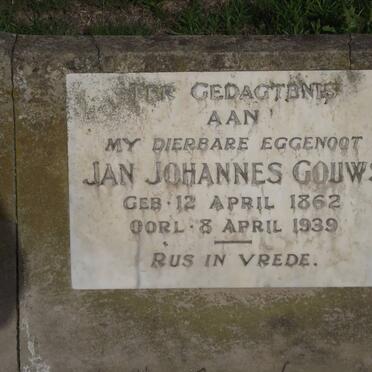 TER GEDAGTENIS
AAN
MY DIERBARE EGGENOOT
JAN JOHANNES GOUWS
GEB · 12 APRIL 1862
OORL · 8 APRIL 1939
RUS IN VREDE.